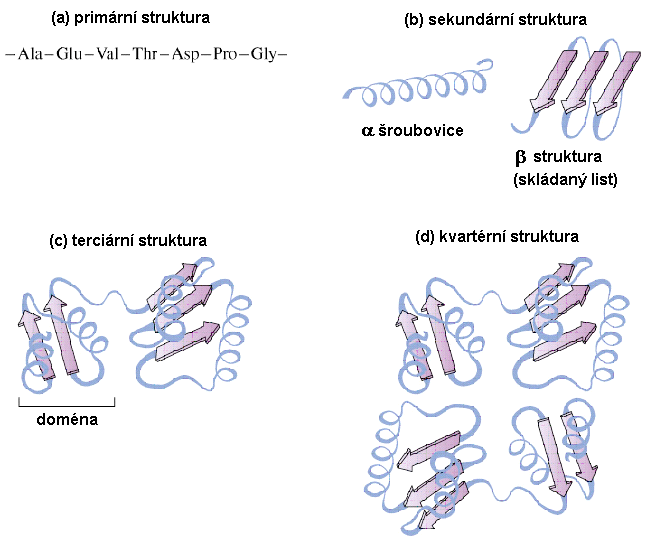 (a) primární struktura
–Ala–Glu–Val–Thr–Asp–Pro–Gly–
(b) sekundární struktura
α šroubovice
β struktura
(skládaný list)
(c) terciární struktura
doména
(d) kvartérní struktura